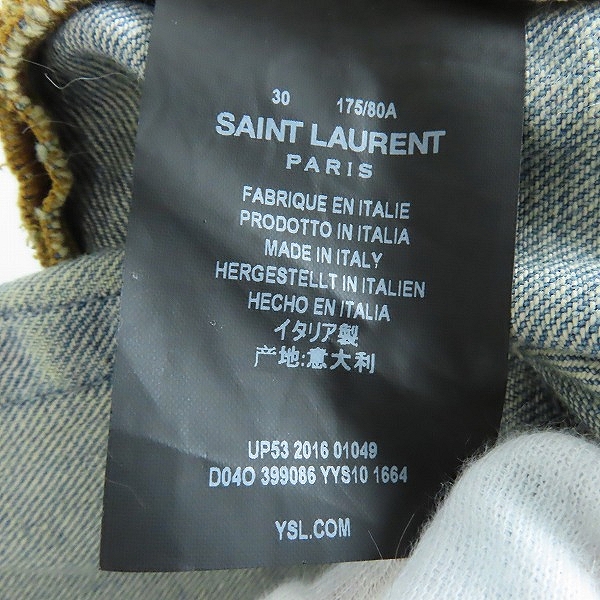 30 175/80A
SAINT LAURENT
PARIS
FABRIQUE EN ITALIE
PRODOTTO IN ITALIA
MADE IN ITALY
HERGESTELLT IN ITALIEN
HECHO EN ITALIA
イタリア製
产地:意大利
UP53 2016 01049
D04O 399086 YYS10 1664
YSL.COM